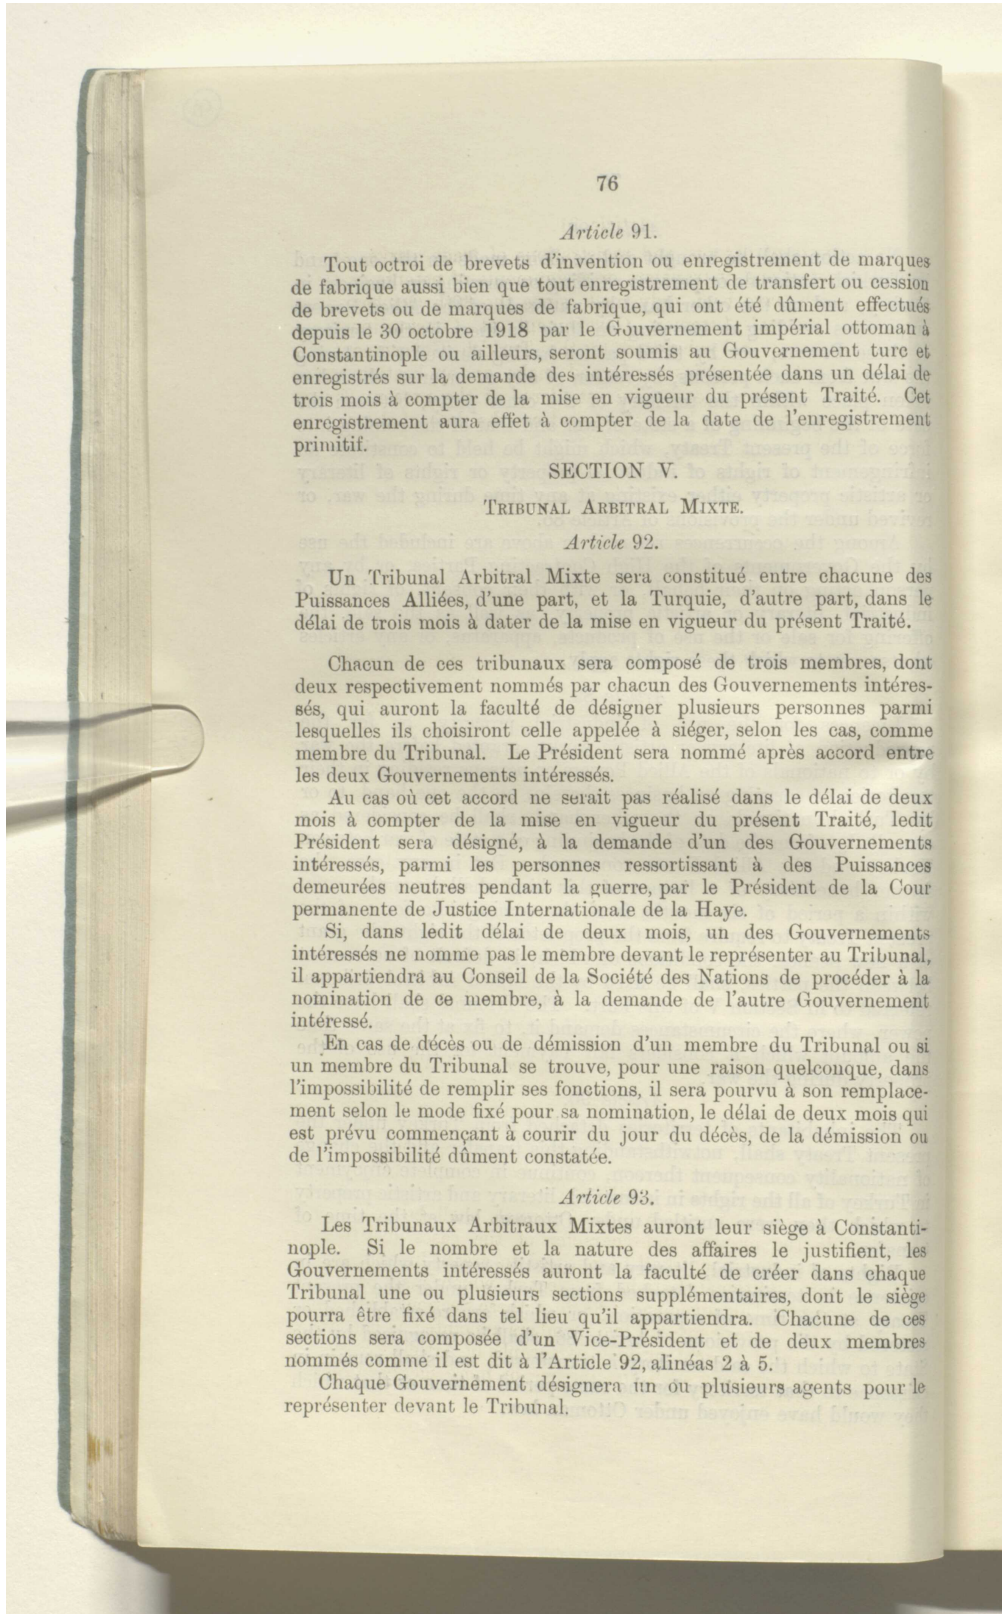 76
Article 91.
Tout octroi de brevets d'invention ou enregistrement de marques
de fabrique aussi bien que tout enregistrement de transfert ou cession
de brevets ou de marques de fabrique, qui ont été dûment effectués
depuis le 30 octobre 1918 par le Gouvernement impérial ottoman à
Constantinople ou ailleurs, seront soumis au Gouvernement turc et
enregistrés sur la demande des intéressés présentée dans un délai de
trois mois à compter de la mise en vigueur du présent Traité. Cet
enregistrement aura effet à compter de la date de l'enregistrement
primitif.
SECTION V.
TRIBUNAL ARBITRAL MIXTE.
Article 92.
Un Tribunal Arbitral Mixte sera constitué entre chacune des
Puissances Alliées, d'une part, et la Turquie, d'autre part, dans le
délai de trois mois à dater de la mise en vigueur du présent Traité.
Chacun de ces tribunaux sera composé de trois membres, dont
deux respectivement nommés par chacun des Gouvernements intéres-
sés, qui auront la faculté de désigner plusieurs personnes parmi
lesquelles ils choisiront celle appelée à siéger, selon les cas, comme
membre du Tribunal. Le Président sera nommé après accord entre
les deux Gouvernements intéressés.
Au cas où cet accord ne serait pas réalisé dans le délai de deux
mois à compter de la mise en vigueur du présent Traité, ledit
Président sera désigné, à la demande d'un des Gouvernements
intéressés, parmi les personnes ressortissant à des Puissances
demeurées neutres pendant la guerre, par le Président de la Cour
permanente de Justice Internationale de la Haye.
Si, dans ledit délai de deux mois, un des Gouvernements
intéressés ne nomme pas le membre devant le représenter au Tribunal,
il appartiendra au Conseil de la Société des Nations de procéder à la
nomination de ce membre, à la demande de l'autre Gouvernement
intéressé.
En cas de décès ou de démission d'un membre du Tribunal ou si
un membre du Tribunal se trouve, pour une raison quelconque, dans
l'impossibilité de remplir ses fonctions, il sera pourvu à son remplace-
ment selon le mode fixé pour sa nomination, le délai de deux mois qui
est prévu commençant à courir du jour du décès, de la démission ou
de l'impossibilité dûment constatée.
Article 93.
Les Tribunaux Arbitraux Mixtes auront leur siège à Constanti-
nople. Si le nombre et la nature des affaires le justifient, les
Gouvernements intéressés auront la faculté de créer dans chaque
Tribunal une ou plusieurs sections supplémentaires, dont le siège
pourra être fixé dans tel lieu qu'il appartiendra. Chacune de ces
sections sera composée d'un Vice-Président et de deux membres
nommés comme il est dit à l'Article 92, alinéas 2 à 5.
Chaque Gouvernement désignera un ou plusieurs agents pour le
représenter devant le Tribunal.